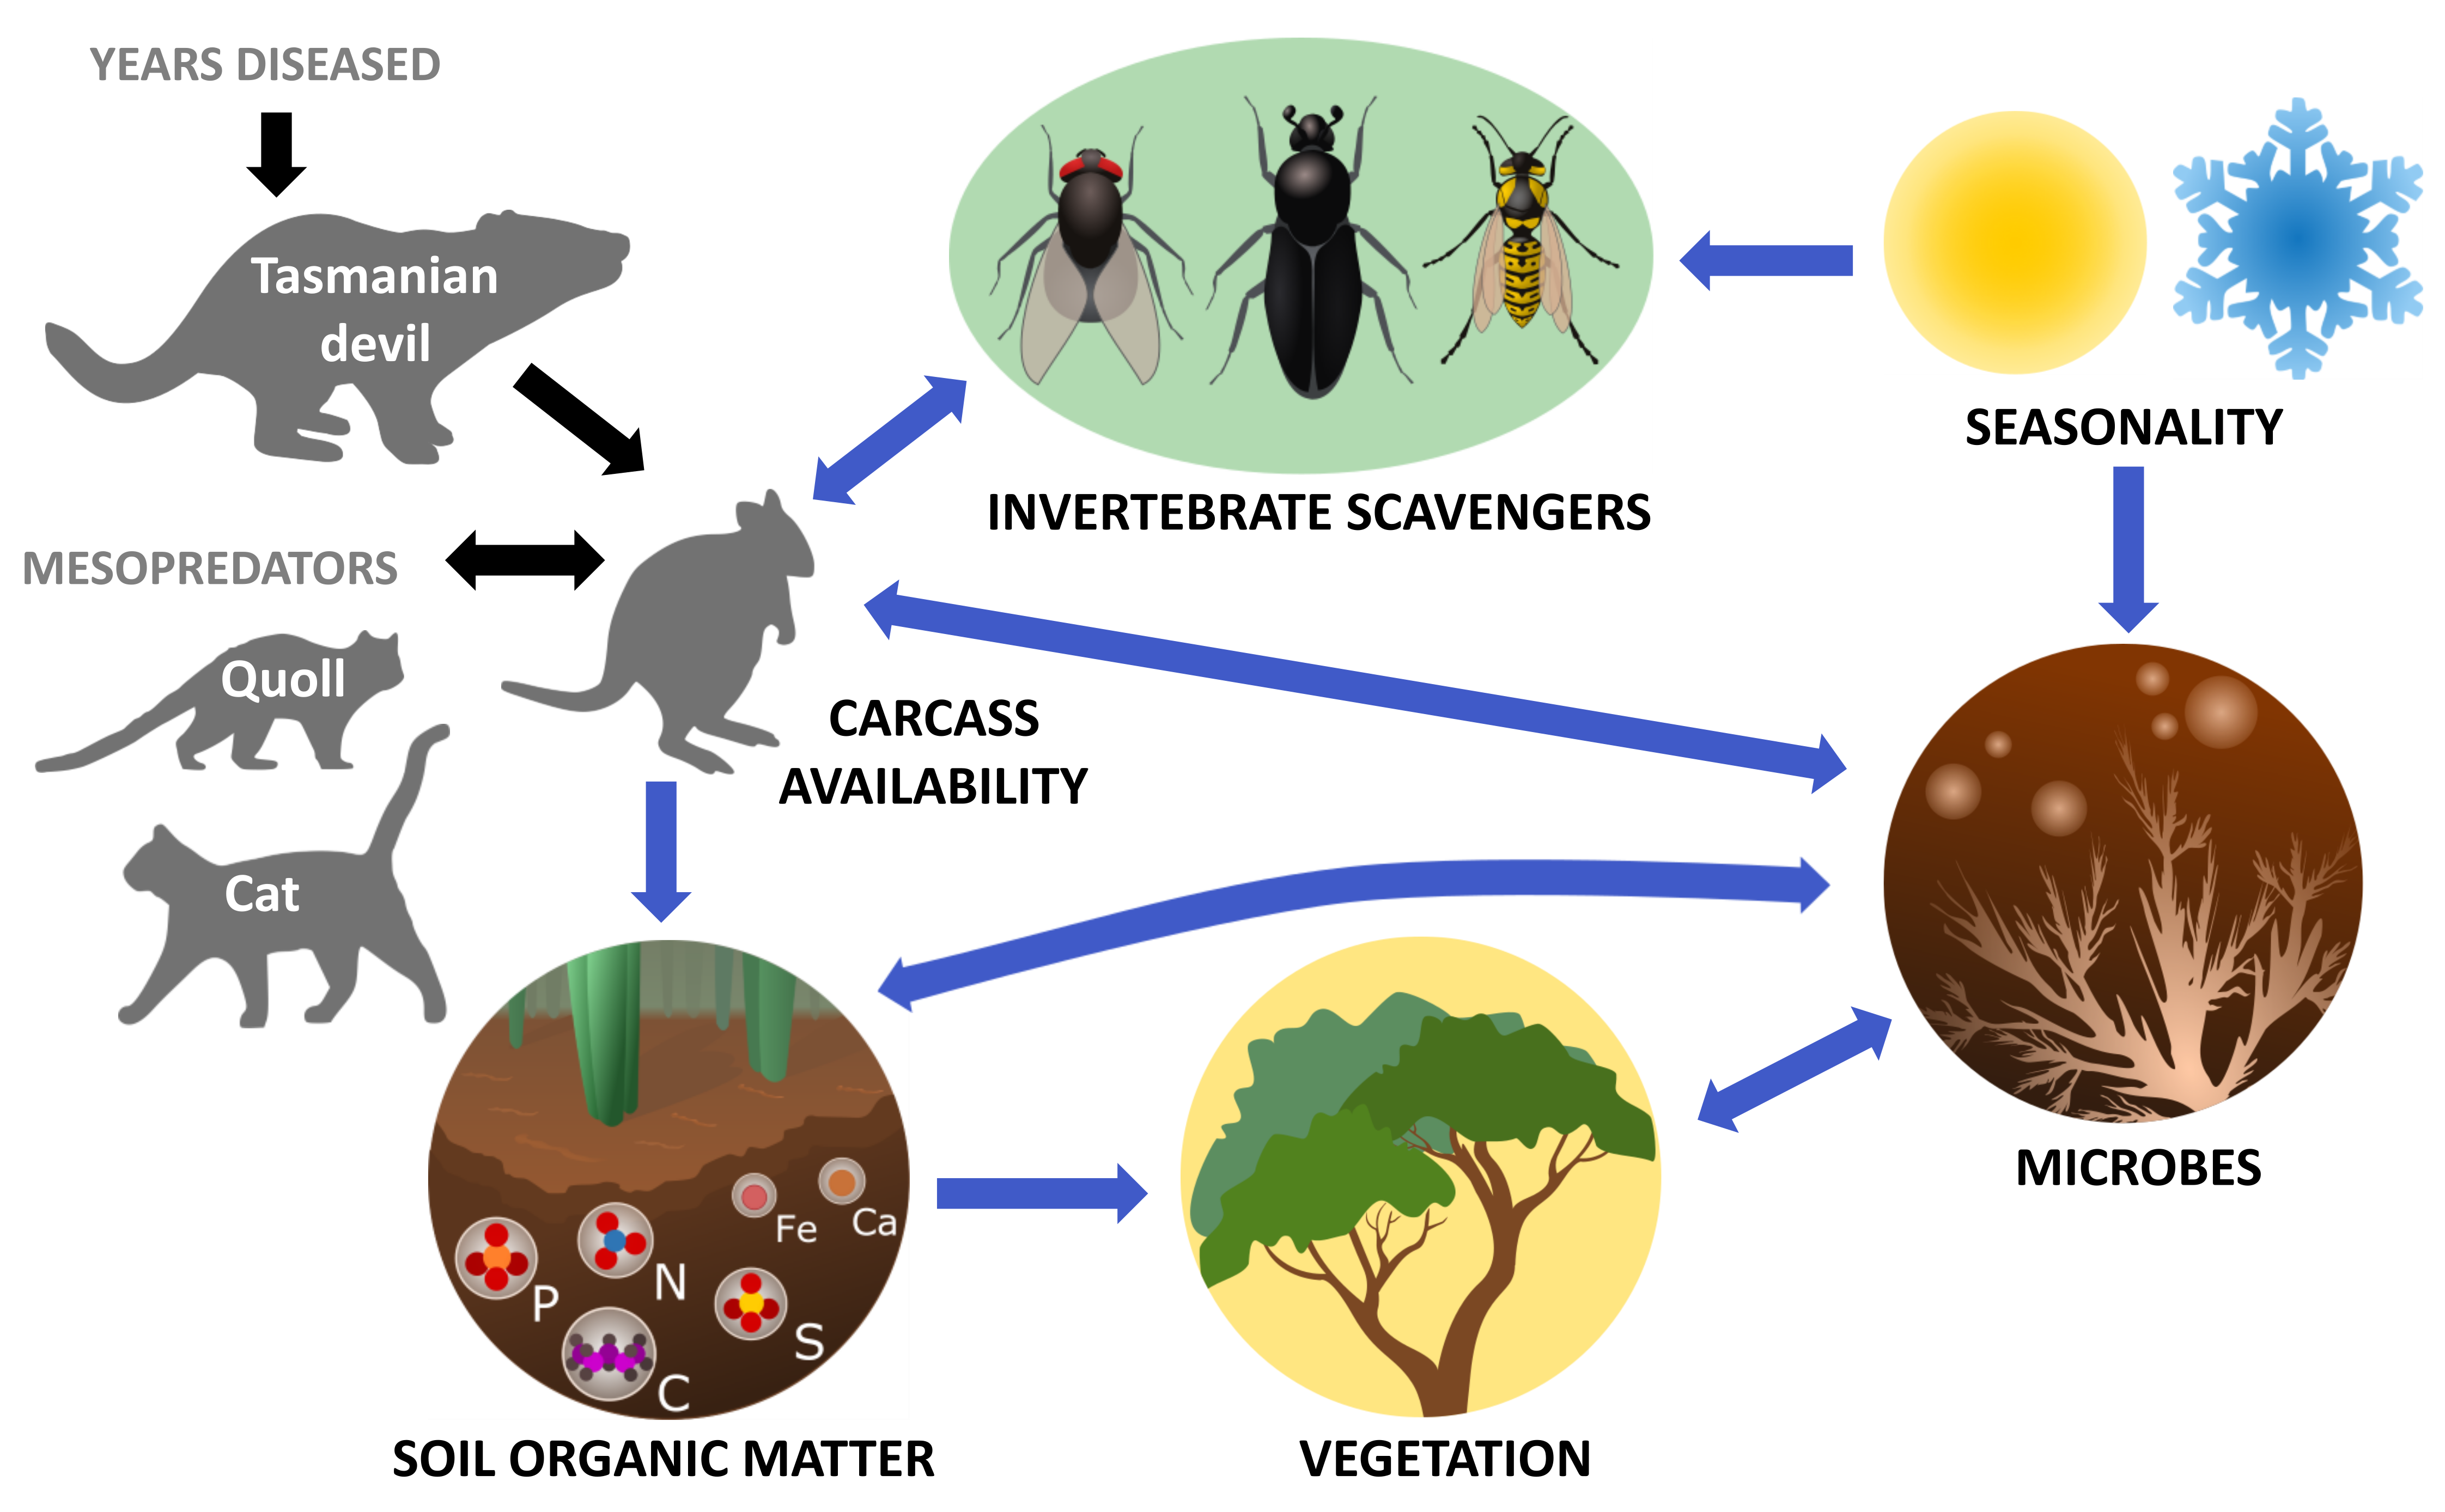 YEARS DISEASED
Tasmanian
devil
SEASONALITY
INVERTEBRATE SCAVENGERS
MESOPREDATORS
Quoll
CARCASS
AVAILABILITY
Cat
MICROBES
Fe
Ca
P
N
S
C
SOIL ORGANIC MATTER
VEGETATION